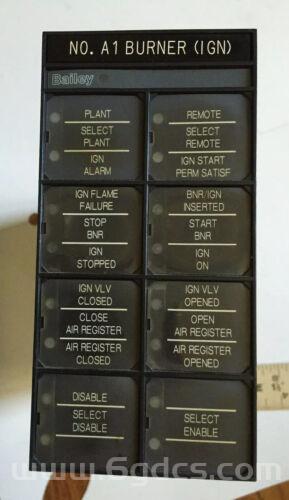 NO. A1 BURNER (IGN)
Bailey
PLANT
SELECT
PLANT
IGN
ALARM
REMOTE
SELECT
REMOTE
IGN START
PERM SATISF
IGN FLAME
FAILURE
STOP
BNR
IGN
STOPPED
BNR/IGN
INSERTED
START
BNR
IGN
ON
IGN VLV
CLOSED
CLOSE
AIR REGISTER
AIR REGISTER
CLOSED
IGN VLV
OPENED
OPEN
AIR REGISTER
AIR REGISTER
OPENED
DISABLE
SELECT
DISABLE
SELECT
ENABLE
www.6gdcs.com